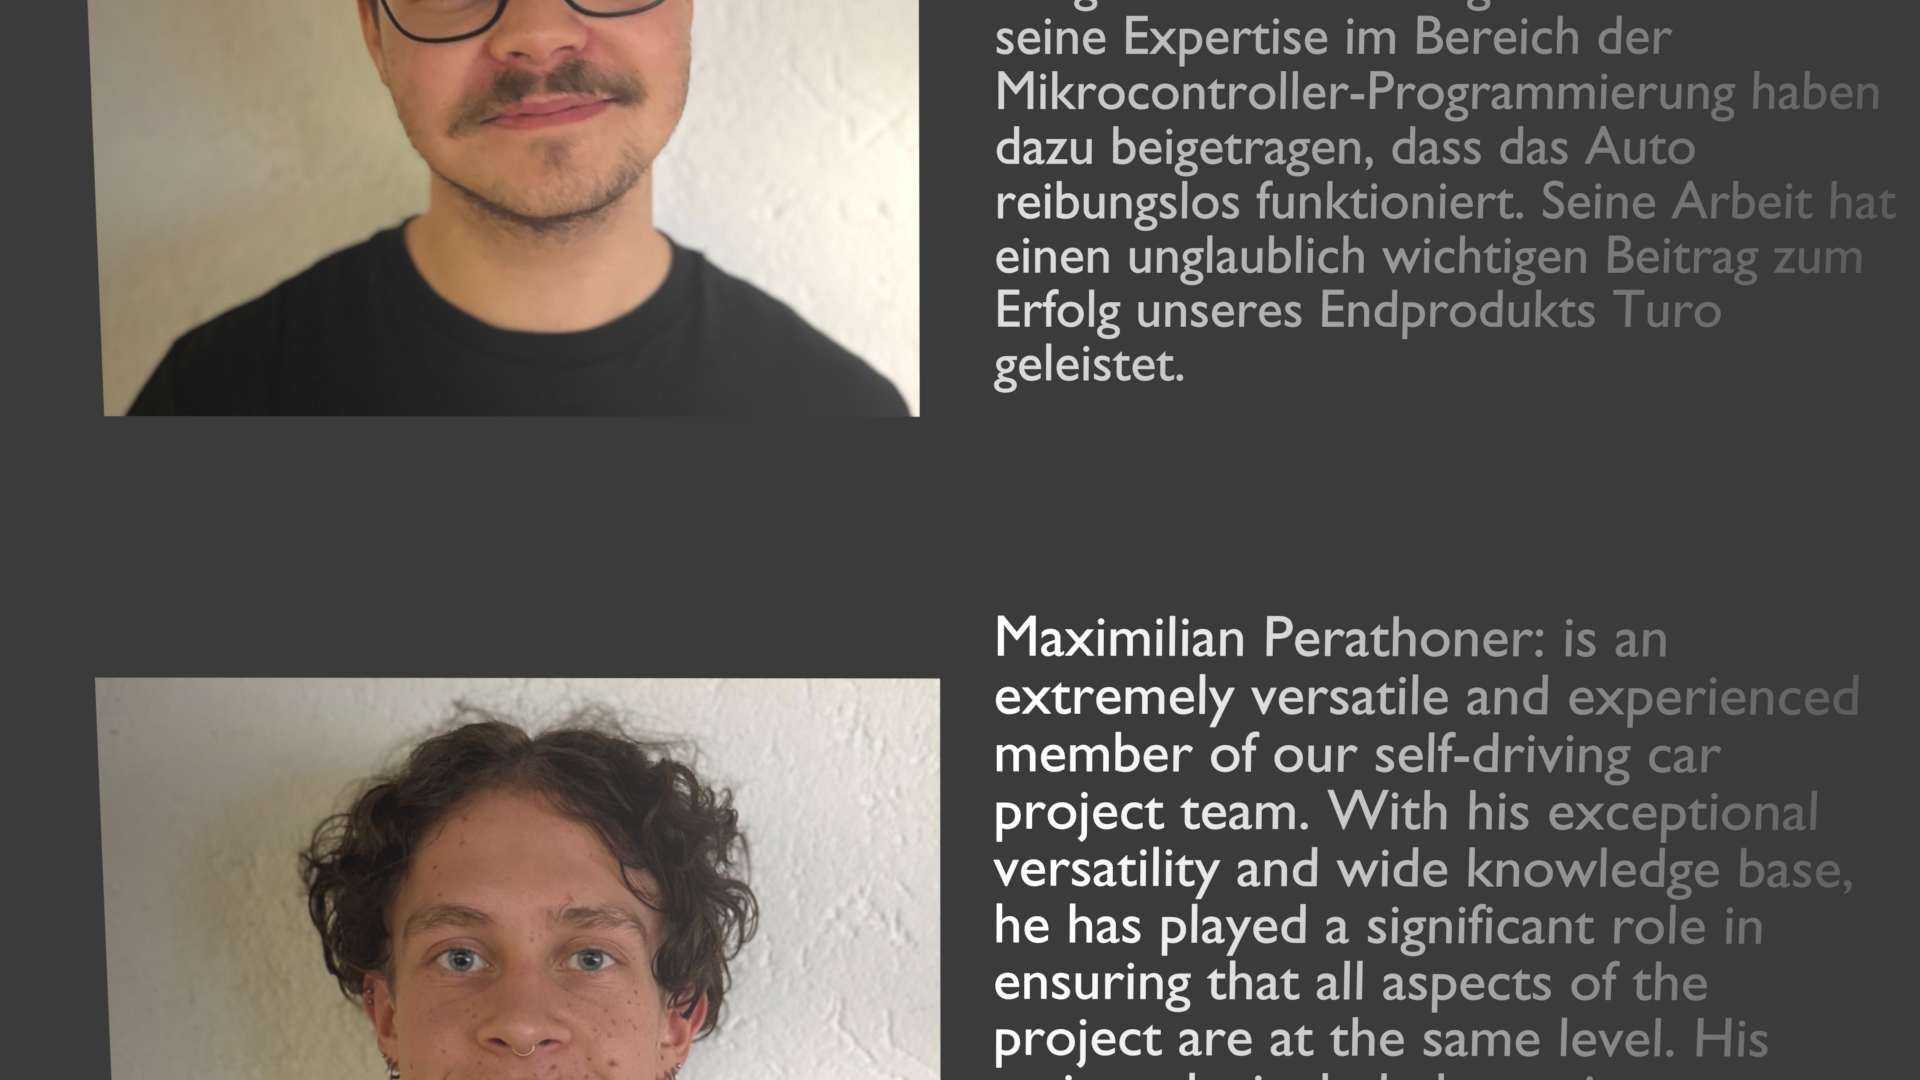 seine Expertise im Bereich der
Mikrocontroller-Programmierung haben
dazu beigetragen, dass das Auto
reibungslos funktioniert. Seine Arbeit hat
einen unglaublich wichtigen Beitrag zum
Erfolg unseres Endprodukts Turo
geleistet.
Maximilian Perathoner: is an
extremely versatile and experienced
member of our self-driving car
project team. With his exceptional
versatility and wide knowledge base,
he has played a significant role in
ensuring that all aspects of the
project are at the same level. His